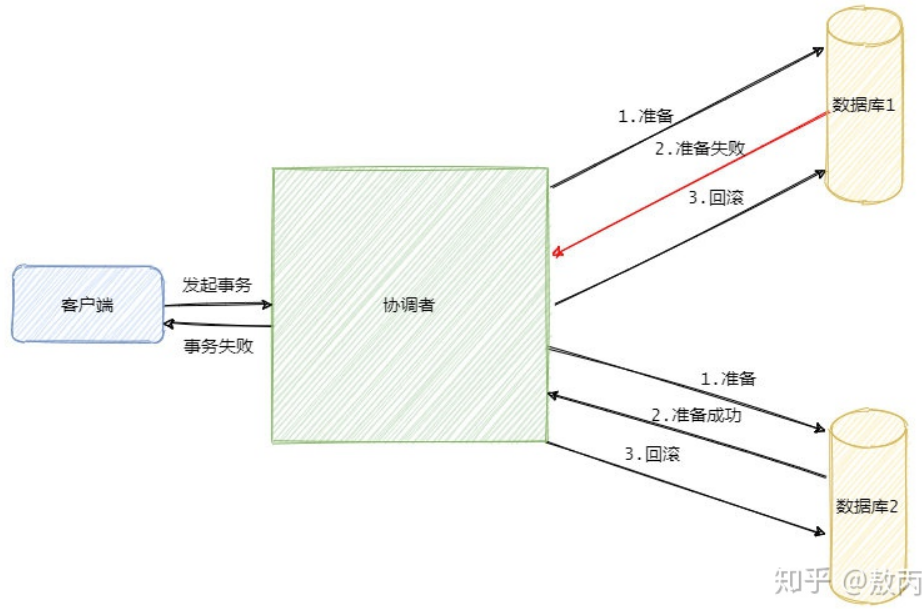 1.准备
数据库1
2.准备失败
3.回滚
发起事务
客户端
协调者
事务失败
1.准备
2.准备成功
3.回滚
数据库2
知乎 @敖丙